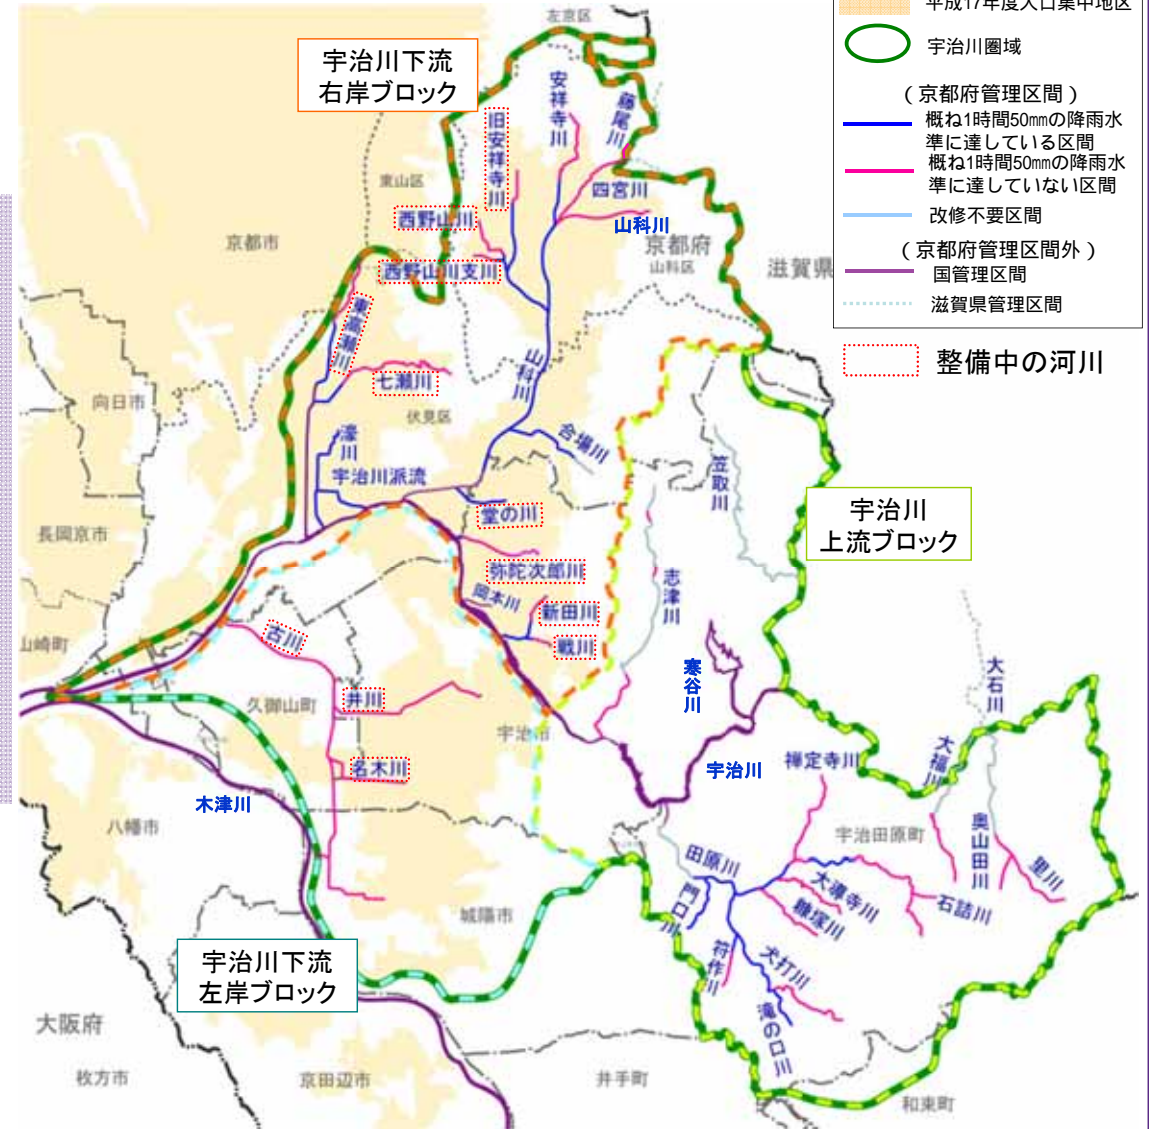 平成17年度人口集中地区
宇治川圏域
(京都府管理区間)
概ね1時間50㎜の降雨水
準に達している区間
概ね1時間50㎜の降雨水
準に達していない区間
改修不要区間
(京都府管理区間外)
国管理区間
滋賀県管理区間
整備中の河川
宇治川下流
右岸ブロック
左京区
安祥寺川
藤尾川
旧安祥寺川
東山区
四宮川
西野山川
山科川
京都市
京都府
山科区
滋賀県
西野山川支川
東高瀬川
山科川
七瀬川
向日市
伏見区
濠川
合場川
宇治川派流
笠取川
堂の川
宇治川
上流ブロック
長岡京市
弥陀次郎川
志津川
岡本川
新田川
戦川
古川
山崎町
寒谷川
大石川
井川
久御山町
宇治市
大福川
禅定寺川
名木川
宇治川
木津川
八幡市
宇治田原町
奥山田川
田原川
里川
大導寺川
門口川
糠塚川
石詰川
城陽市
符作川
犬打川
宇治川下流
左岸ブロック
滝の口川
大阪府
枚方市
京田辺市
井手町
和束町